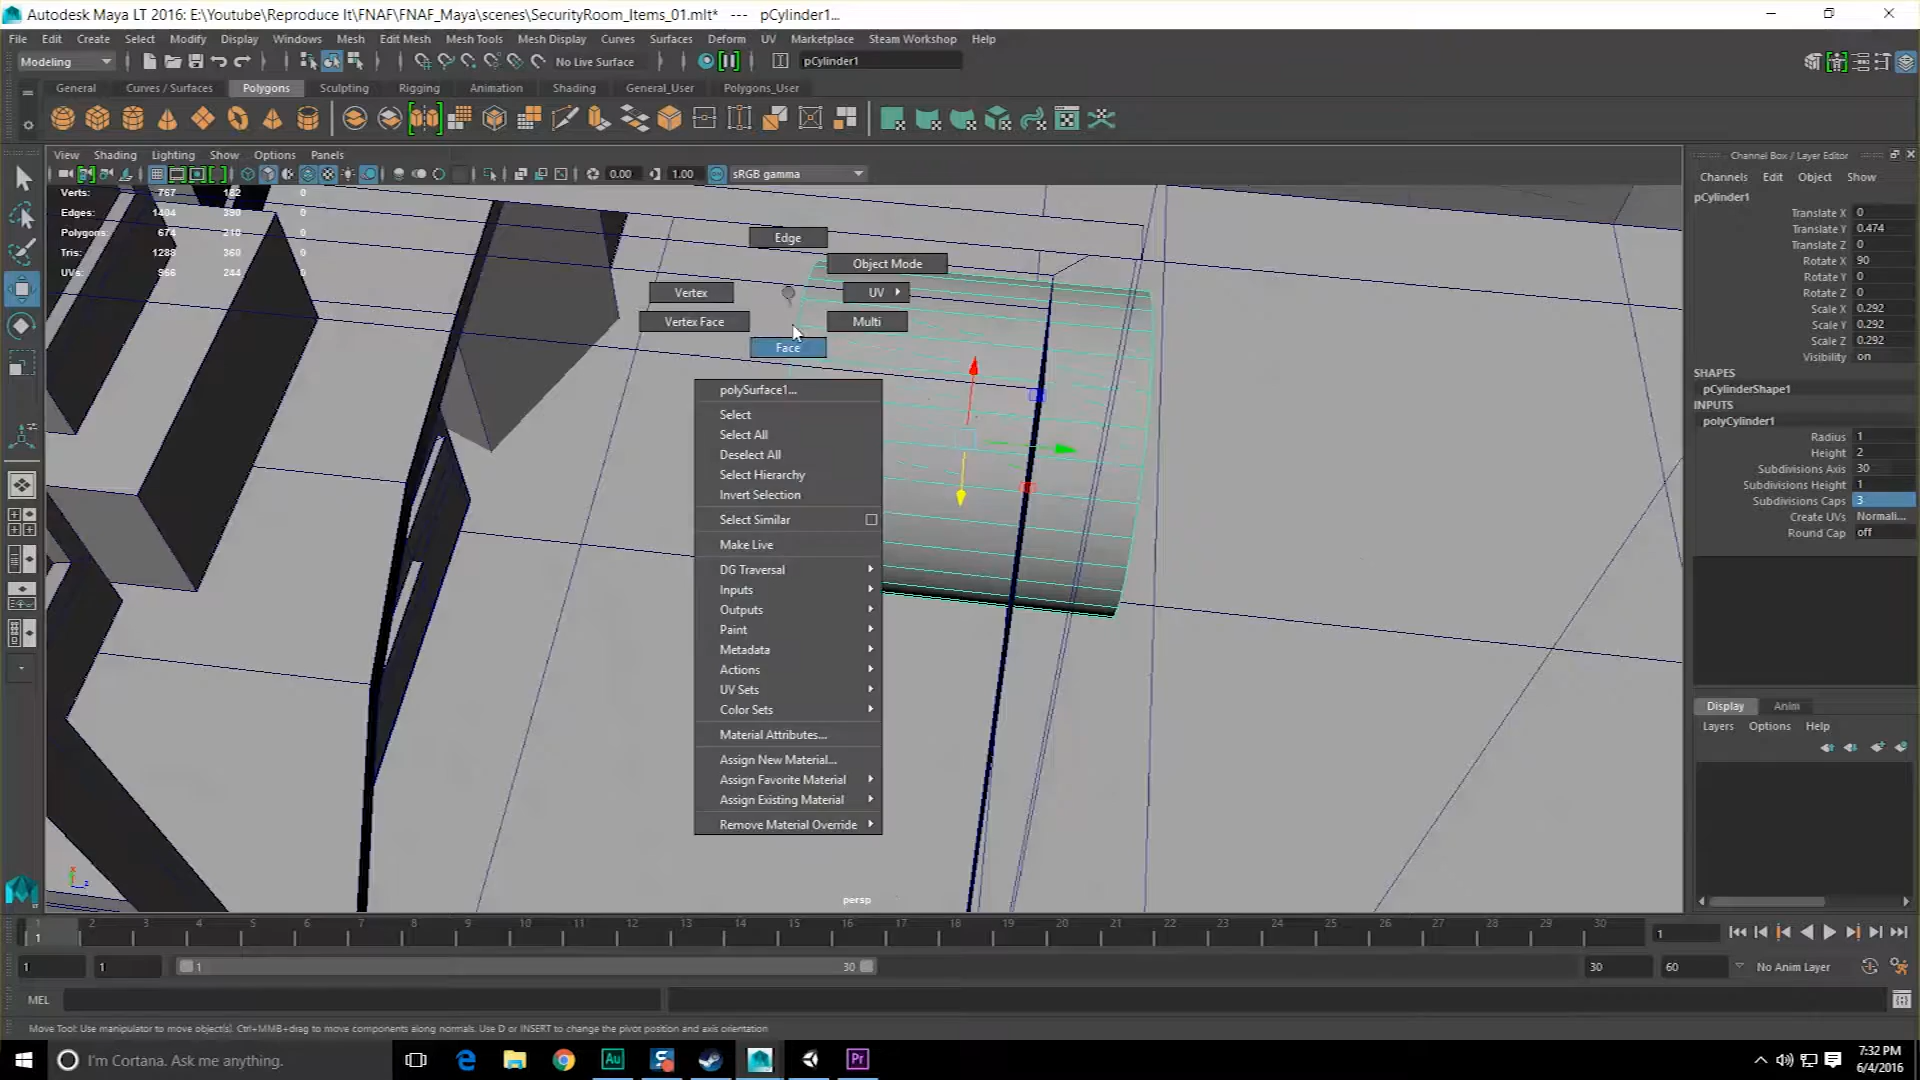 Autodesk Maya LT 2016: E:\Youtube\Reproduce It\FNAF\FNAF_Maya\scenes\SecurityRoom_Items_01.mlt* --- pCylinder1...
File Edit Create Select Modify Display Windows Mesh Edit Mesh Mesh Tools Mesh Display Curves Surfaces Deform UV Marketplace Steam Workshop Help
Modeling No Live Surface pCylinder1
General Curves / Surfaces Polygons Sculpting Rigging Animation Shading General_User Polygons_User
View Shading Lighting Show Options Panels
0.00 1.00 sRGB gamma
Verts: 767 182 0
Edges: 1404 390 0
Polygons: 674 210 0
Tris: 1288 360 0
UVs: 966 244 0
Edge
Object Mode
Vertex UV
Vertex Face Multi
Face
polySurface1...
Select
Select All
Deselect All
Select Hierarchy
Invert Selection
Select Similar
Make Live
DG Traversal
Inputs
Outputs
Paint
Metadata
Actions
UV Sets
Color Sets
Material Attributes...
Assign New Material...
Assign Favorite Material
Assign Existing Material
Remove Material Override
persp
Channel Box / Layer Editor
Channels Edit Object Show
pCylinder1
Translate X 0
Translate Y 0.474
Translate Z 0
Rotate X 90
Rotate Y 0
Rotate Z 0
Scale X 0.292
Scale Y 0.292
Scale Z 0.292
Visibility on
SHAPES
pCylinderShape1
INPUTS
polyCylinder1
Radius 1
Height 2
Subdivisions Axis 30
Subdivisions Height 1
Subdivisions Caps 3
Create UVs Normali...
Round Cap off
Display Anim
Layers Options Help
1 2 3 4 5 6 7 8 9 10 11 12 13 14 15 16 17 18 19 20 21 22 23 24 25 26 27 28 29 30
1 1
1 1 1 30 30 60 No Anim Layer
MEL
Move Tool: Use manipulator to move object(s). Ctrl+MMB+drag to move components along normals. Use D or INSERT to change the pivot position and axis orientation
I'm Cortana. Ask me anything.
Au S Pr
7:32 PM
6/4/2016